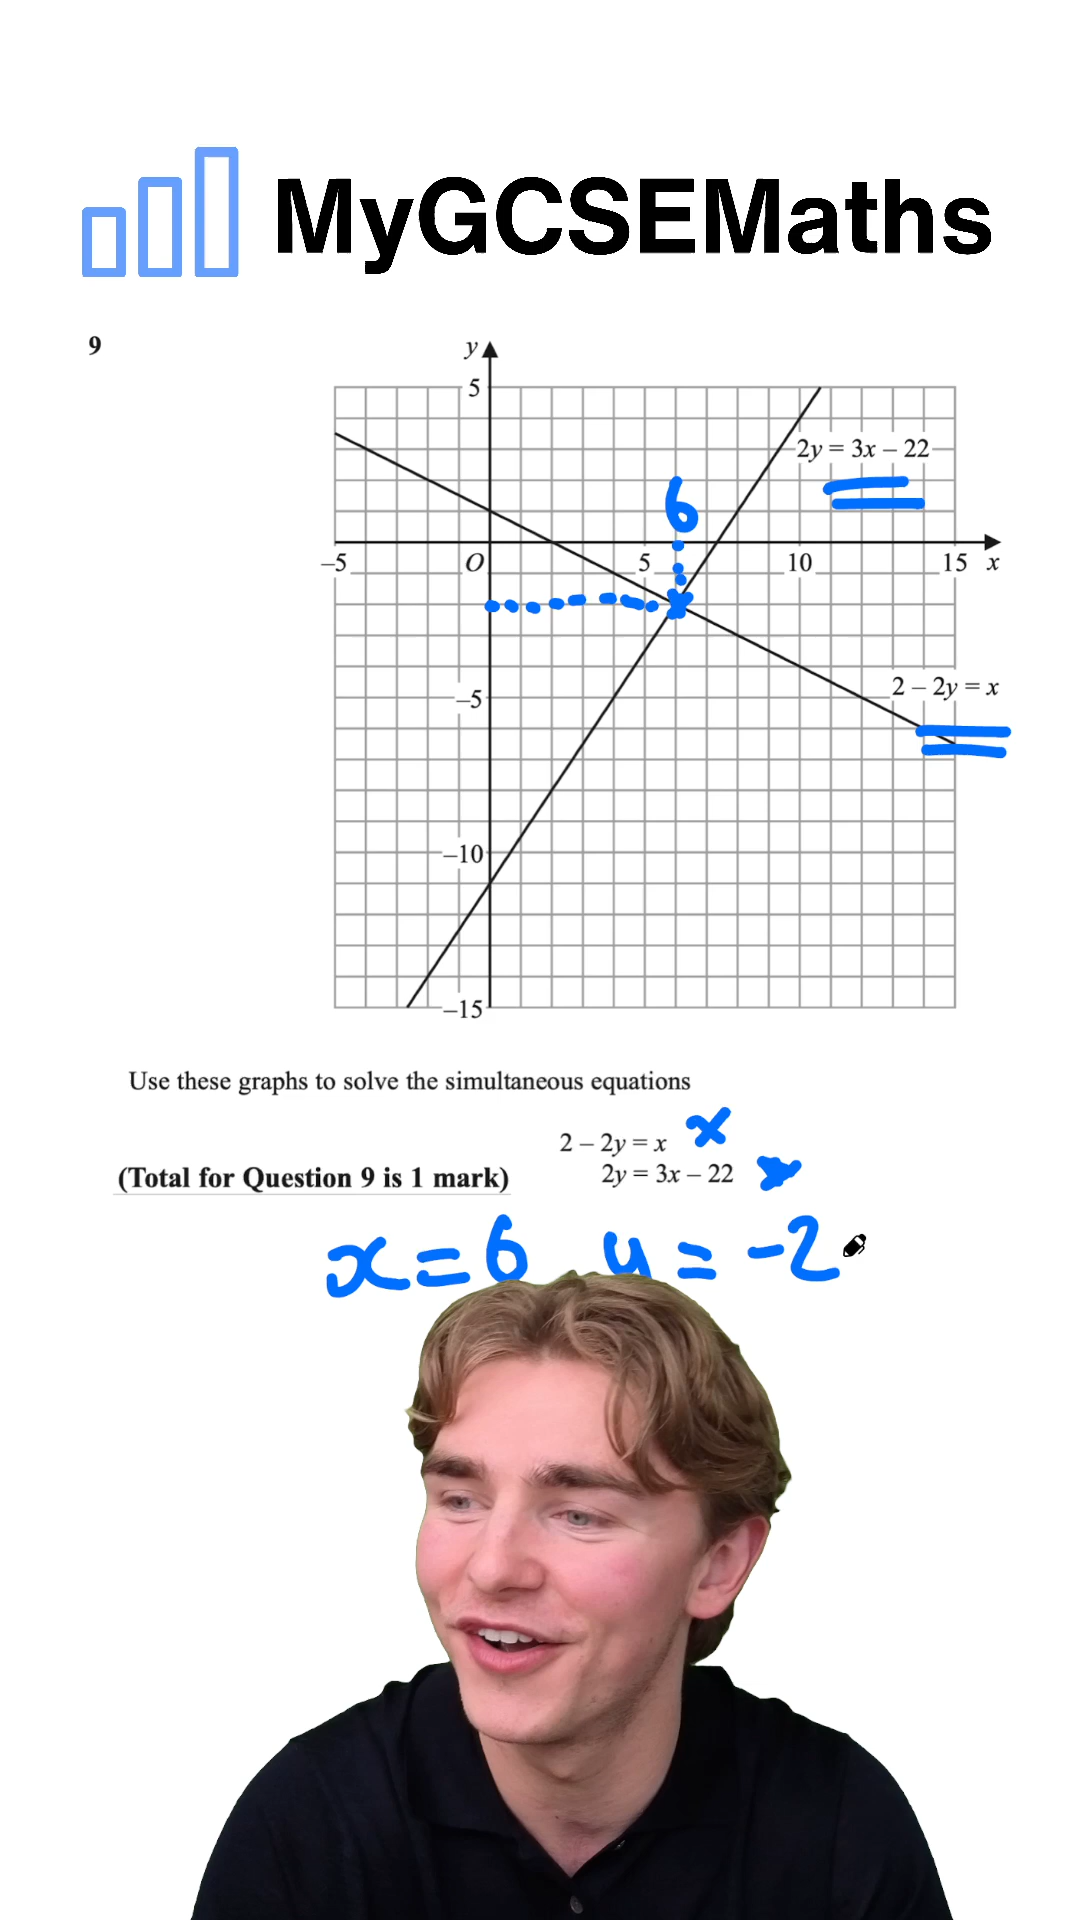 MyGCSEMaths
9
y
5
2y = 3x – 22
6
–5
O
5
10
15
x
–5
2 – 2y = x
–10
–15
Use these graphs to solve the simultaneous equations
2 – 2y = x
(Total for Question 9 is 1 mark)
2y = 3x – 22
x = 6 y = -2